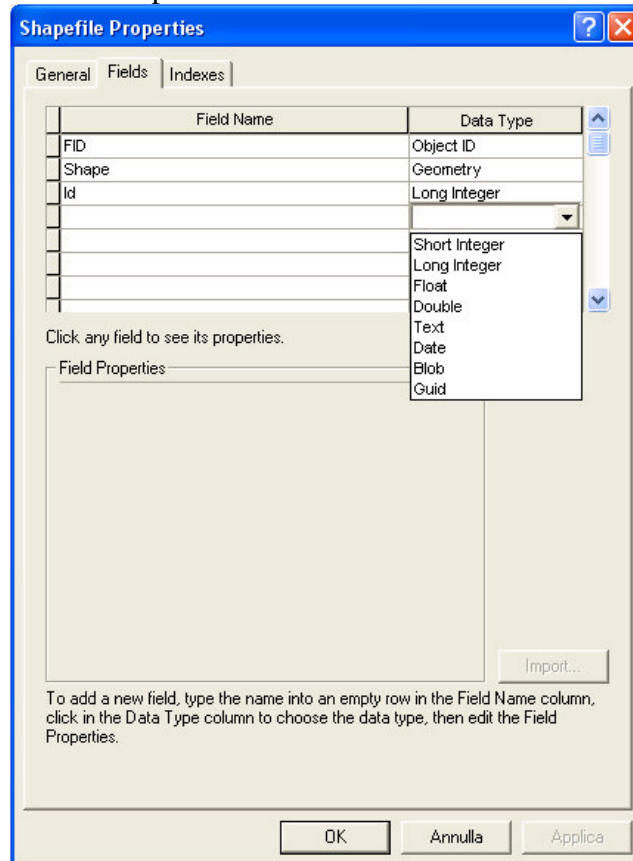 Shapefile Properties
General Fields Indexes
Field Name Data Type
FID Object ID
Shape Geometry
Id Long Integer
Short Integer
Long Integer
Float
Double
Text
Date
Blob
Guid
Click any field to see its properties.
Field Properties
Import...
To add a new field, type the name into an empty row in the Field Name column,
click in the Data Type column to choose the data type, then edit the Field
Properties.
OK Annulla Applica